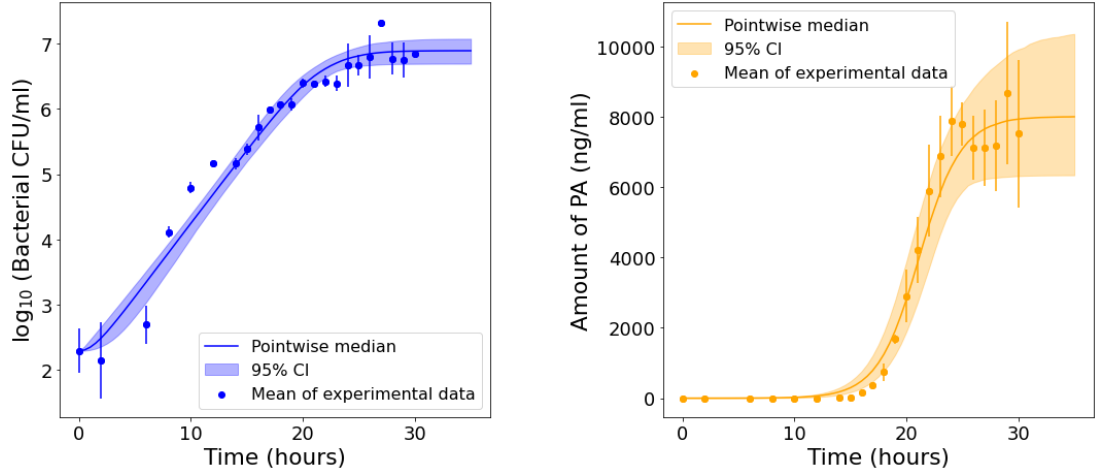 log₁₀ (Bacterial CFU/ml)
7
6
5
4
3
2
0
10
20
30
Time (hours)
Pointwise median
95% CI
Mean of experimental data
Amount of PA (ng/ml)
10000
8000
6000
4000
2000
0
0
10
20
30
Time (hours)
Pointwise median
95% CI
Mean of experimental data